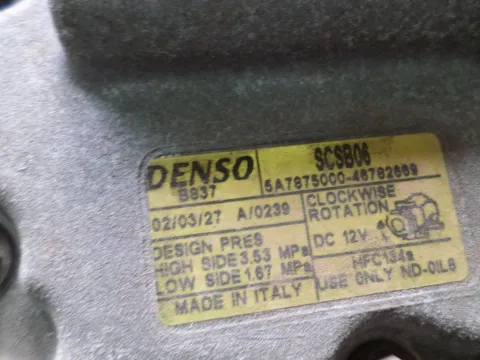 DENSO
SCSB06
B837
5A7875000-46782669
02/03/27 A/0239
CLOCKWISE
ROTATION
DESIGN PRES
HIGH SIDE 3,53 MPa
DC 12V
LOW SIDE 1.67 MPa
HFC134a
MADE IN ITALY
USE ONLY ND-OIL8